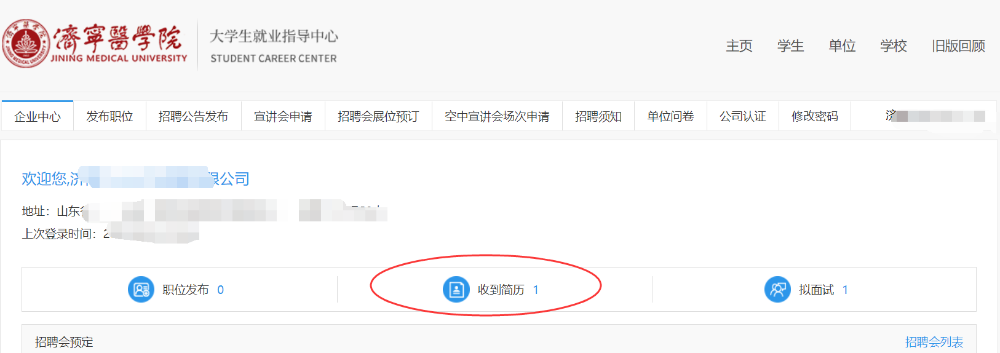 濟寧醫學院
JINING MEDICAL UNIVERSITY
大学生就业指导中心
STUDENT CAREER CENTER
主页 学生 单位 学校 旧版回顾
企业中心 发布职位 招聘公告发布 宣讲会申请 招聘会展位预订 空中宣讲会场次申请 招聘须知 单位问卷 公司认证 修改密码 济
欢迎您,济 限公司
地址：山东
上次登录时间：2
职位发布 0 收到简历 1 拟面试 1
招聘会预定 招聘会列表